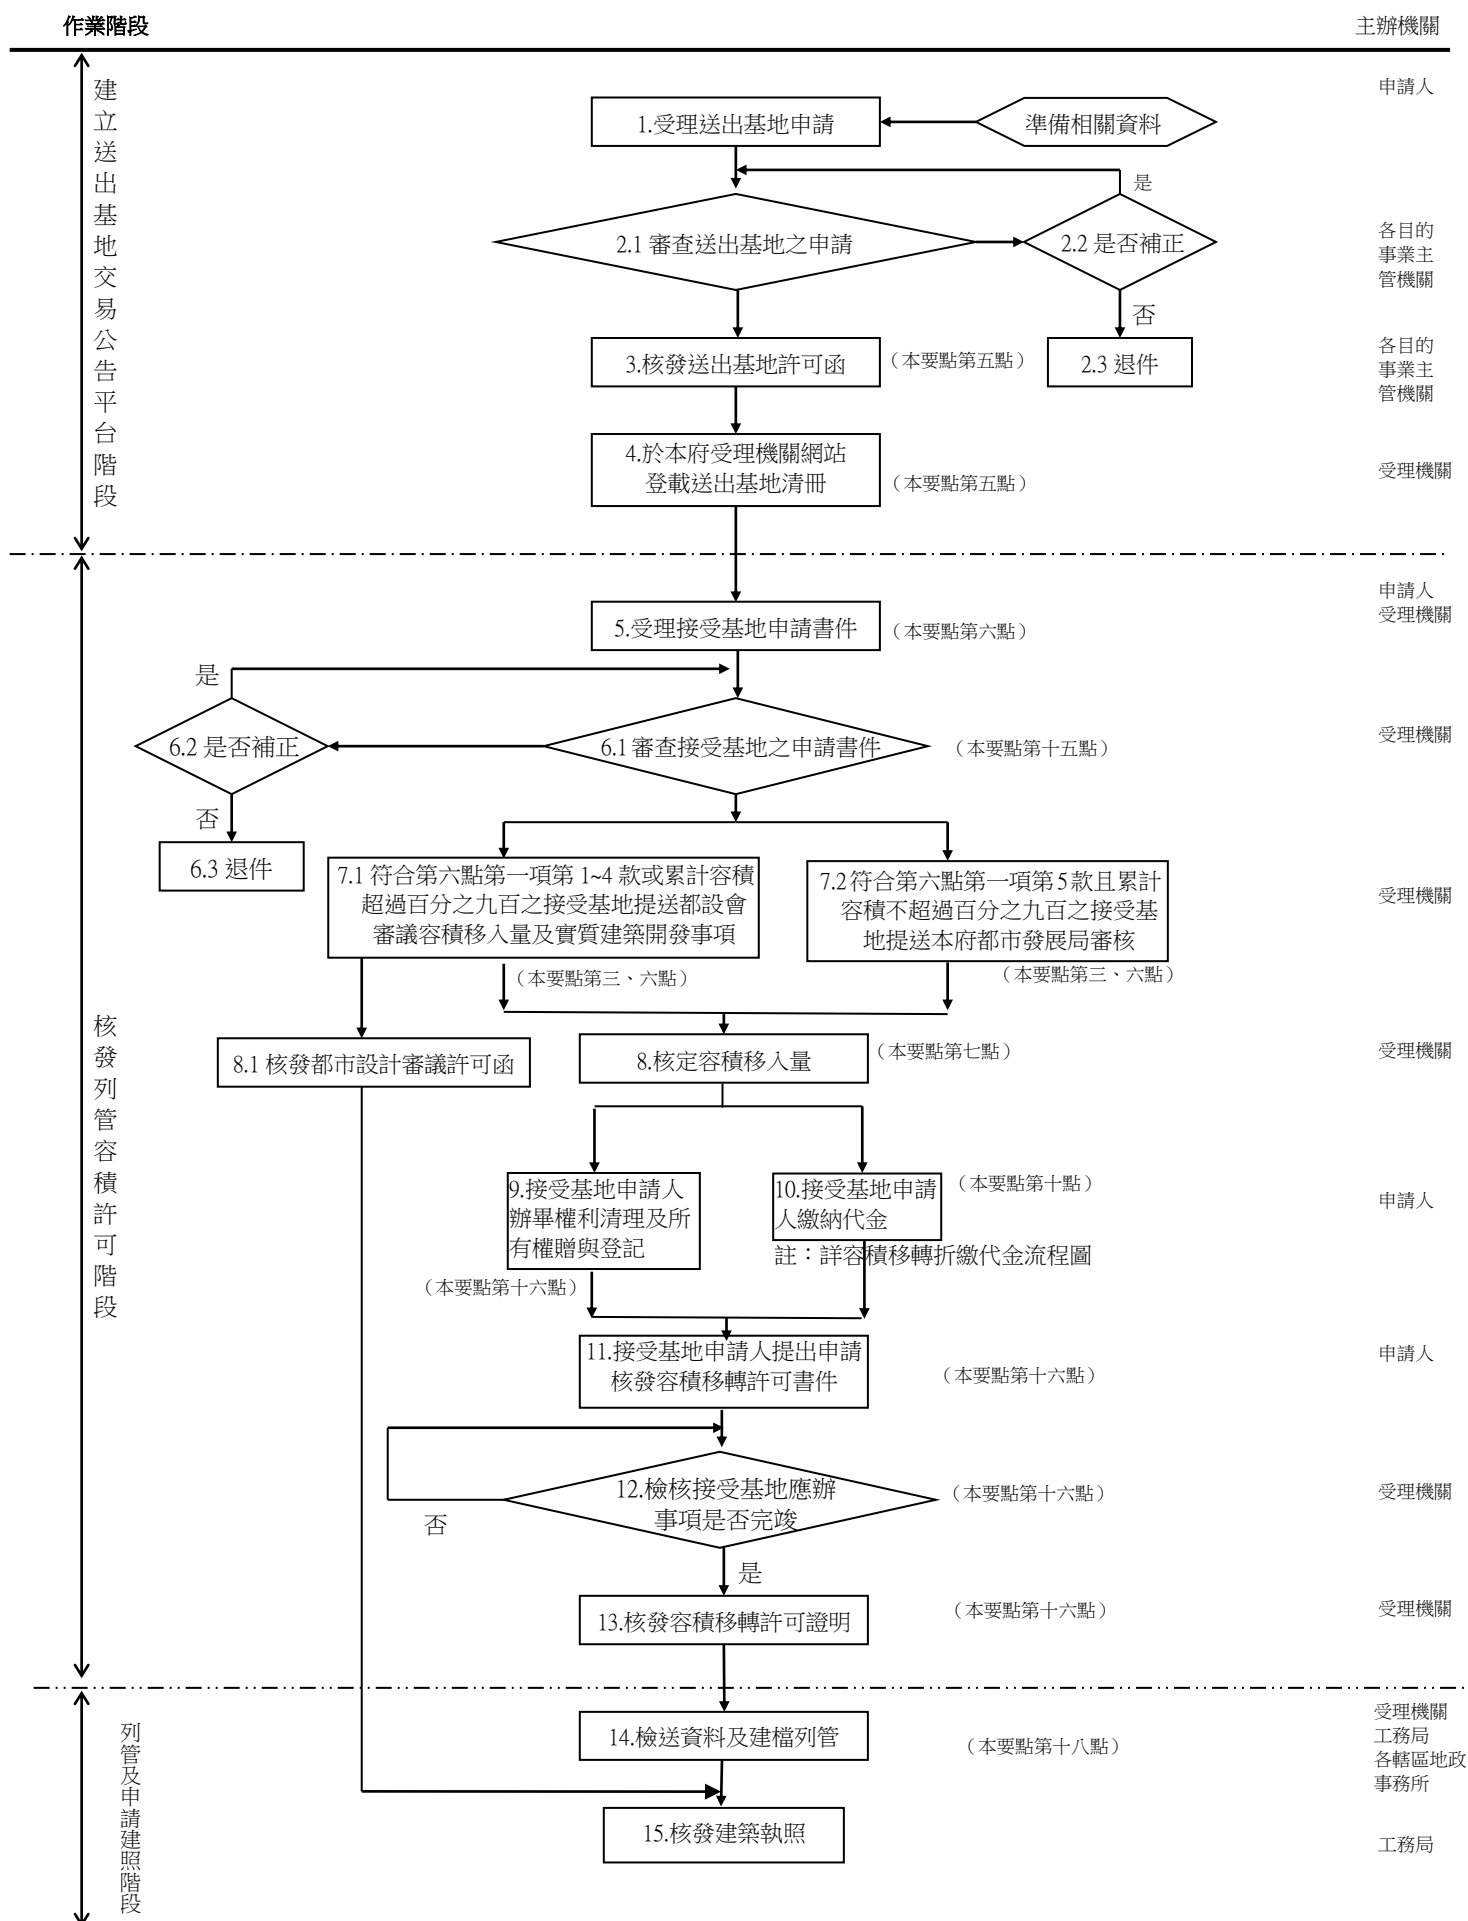 作業階段
主辦機關
建立送出基地交易公告平台階段
申請人
1.受理送出基地申請
準備相關資料
是
2.1 審查送出基地之申請
2.2 是否補正
各目的
事業主
管機關
否
3.核發送出基地許可函
（本要點第五點）
2.3 退件
各目的
事業主
管機關
4.於本府受理機關網站
登載送出基地清冊
（本要點第五點）
受理機關
核發列管容積許可階段
申請人
受理機關
5.受理接受基地申請書件
（本要點第六點）
是
6.2 是否補正
6.1 審查接受基地之申請書件
（本要點第十五點）
受理機關
否
6.3 退件
7.1 符合第六點第一項第 1~4 款或累計容積
超過百分之九百之接受基地提送都設會
審議容積移入量及實質建築開發事項
7.2 符合第六點第一項第 5 款且累計
容積不超過百分之九百之接受基
地提送本府都市發展局審核
受理機關
（本要點第三、六點）
（本要點第三、六點）
8.1 核發都市設計審議許可函
8.核定容積移入量
（本要點第七點）
受理機關
9.接受基地申請人
辦畢權利清理及所
有權贈與登記
10.接受基地申請
人繳納代金
（本要點第十點）
申請人
註：詳容積移轉折繳代金流程圖
（本要點第十六點）
11.接受基地申請人提出申請
核發容積移轉許可書件
（本要點第十六點）
申請人
12.檢核接受基地應辦
事項是否完竣
（本要點第十六點）
受理機關
否
是
13.核發容積移轉許可證明
（本要點第十六點）
受理機關
列管及申請建照階段
14.檢送資料及建檔列管
（本要點第十八點）
受理機關
工務局
各轄區地政
事務所
15.核發建築執照
工務局